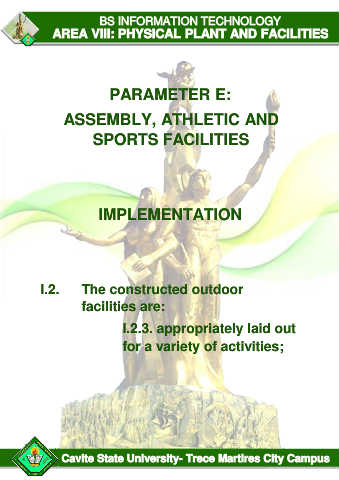 BS INFORMATION TECHNOLOGY
AREA VIII: PHYSICAL PLANT AND FACILITIES
PARAMETER E:
ASSEMBLY, ATHLETIC AND
SPORTS FACILITIES
IMPLEMENTATION
I.2. The constructed outdoor
facilities are:
I.2.3. appropriately laid out
for a variety of activities;
Cavite State University- Trece Martires City Campus